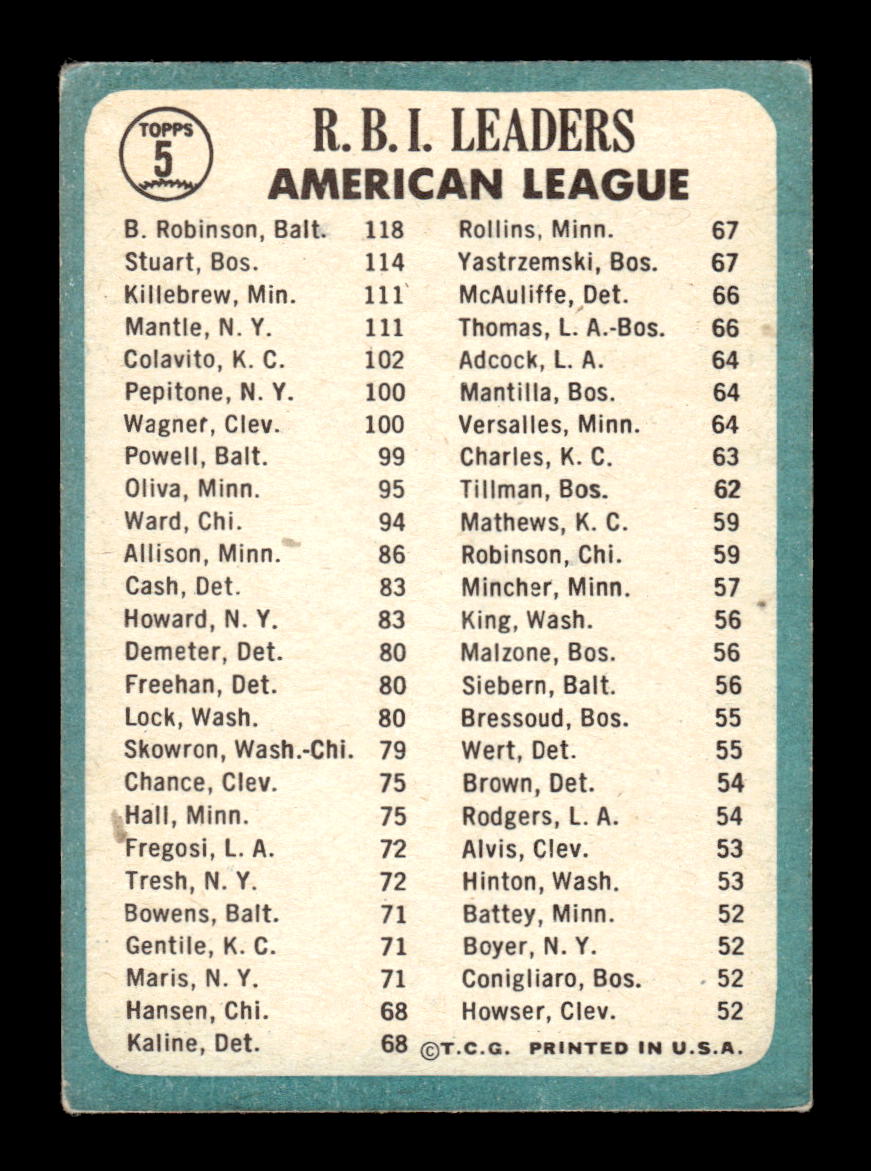 TOPPS
5
R. B. I. LEADERS
AMERICAN LEAGUE
B. Robinson, Balt. 118
Stuart, Bos. 114
Killebrew, Min. 111
Mantle, N. Y. 111
Colavito, K. C. 102
Pepitone, N. Y. 100
Wagner, Clev. 100
Powell, Balt. 99
Oliva, Minn. 95
Ward, Chi. 94
Allison, Minn. 86
Cash, Det. 83
Howard, N. Y. 83
Demeter, Det. 80
Freehan, Det. 80
Lock, Wash. 80
Skowron, Wash.-Chi. 79
Chance, Clev. 75
Hall, Minn. 75
Fregosi, L. A. 72
Tresh, N. Y. 72
Bowens, Balt. 71
Gentile, K. C. 71
Maris, N. Y. 71
Hansen, Chi. 68
Kaline, Det. 68
Rollins, Minn. 67
Yastrzemski, Bos. 67
McAuliffe, Det. 66
Thomas, L. A.-Bos. 66
Adcock, L. A. 64
Mantilla, Bos. 64
Versalles, Minn. 64
Charles, K. C. 63
Tillman, Bos. 62
Mathews, K. C. 59
Robinson, Chi. 59
Mincher, Minn. 57
King, Wash. 56
Malzone, Bos. 56
Siebern, Balt. 56
Bressoud, Bos. 55
Wert, Det. 55
Brown, Det. 54
Rodgers, L. A. 54
Alvis, Clev. 53
Hinton, Wash. 53
Battey, Minn. 52
Boyer, N. Y. 52
Conigliaro, Bos. 52
Howser, Clev. 52
©T.C.G. PRINTED IN U.S.A.